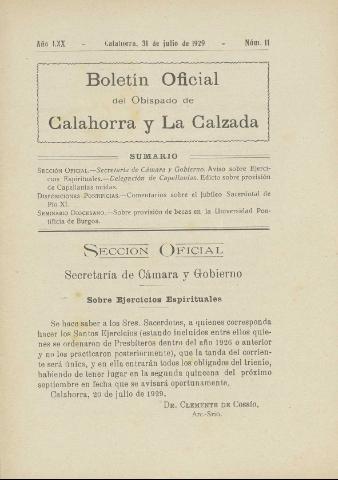 Año LXX - Calahorra, 31 de julio de 1929 - Núm. 11
Boletín Oficial
del Obispado de
Calahorra y La Calzada
SUMARIO
SECCIÓN OFICIAL.—Secretaría de Cámara y Gobierno. Aviso sobre Ejerci-
cios Espirituales.—Delegación de Capellanías. Edicto sobre provisión
de Capellanías unidas.
DISPOSICIONES PONTIFICIAS.—Comentarios sobre el Jubileo Sacerdotal de
Pío XI.
SEMINARIO DIOCESANO.—Sobre provisión de becas en la Universidad Pon-
tificia de Burgos.
SECCION OFICIAL
Secretaría de Cámara y Gobierno
Sobre Ejercicios Espirituales
Se hace saber a los Sres. Sacerdotes, a quienes corresponda
hacer los Santos Ejercicios (estando incluidos entre ellos quie-
nes se ordenaron de Presbíteros dentro del año 1926 o anterior
y no los practicaron posteriormente), que la tanda del corrien-
te será única, y en ella entrarán todos los obligados del trienio,
habiendo de tener lugar en la segunda quincena del próximo
septiembre en fecha que se avisará oportunamente.
Calahorra, 20 de julio de 1929.
DR. CLEMENTE DE COSSÍO,
Arc.-Srio.